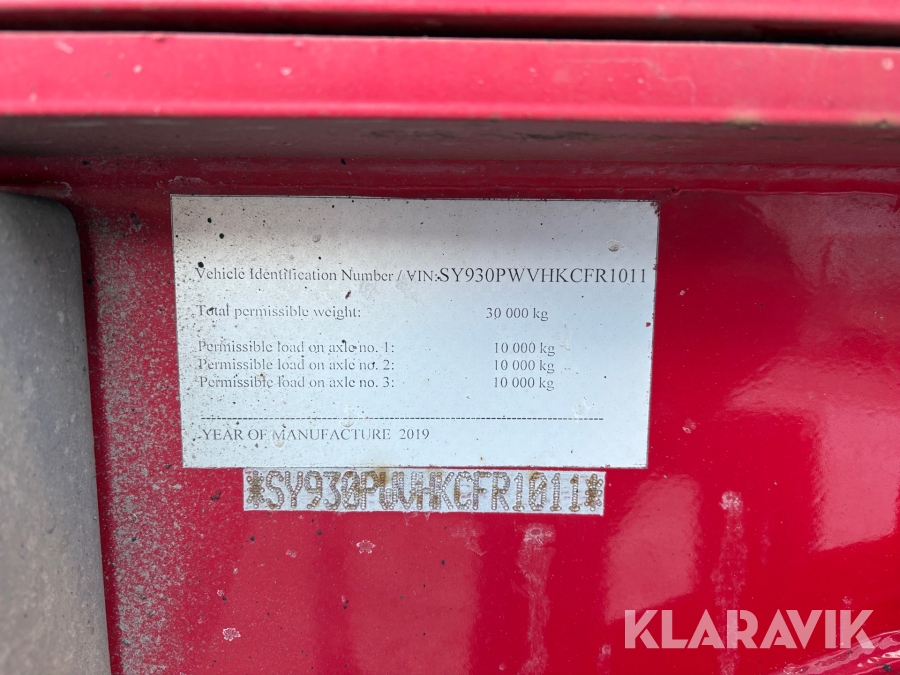 Vehicle Identification Number / VIN: SY930PWVHKCFR1011
Total permissible weight: 30 000 kg
Permissible load on axle no. 1: 10 000 kg
Permissible load on axle no. 2: 10 000 kg
Permissible load on axle no. 3: 10 000 kg
YEAR OF MANUFACTURE 2019
*SY930PWVHKCFR1011*
KLARAVIK